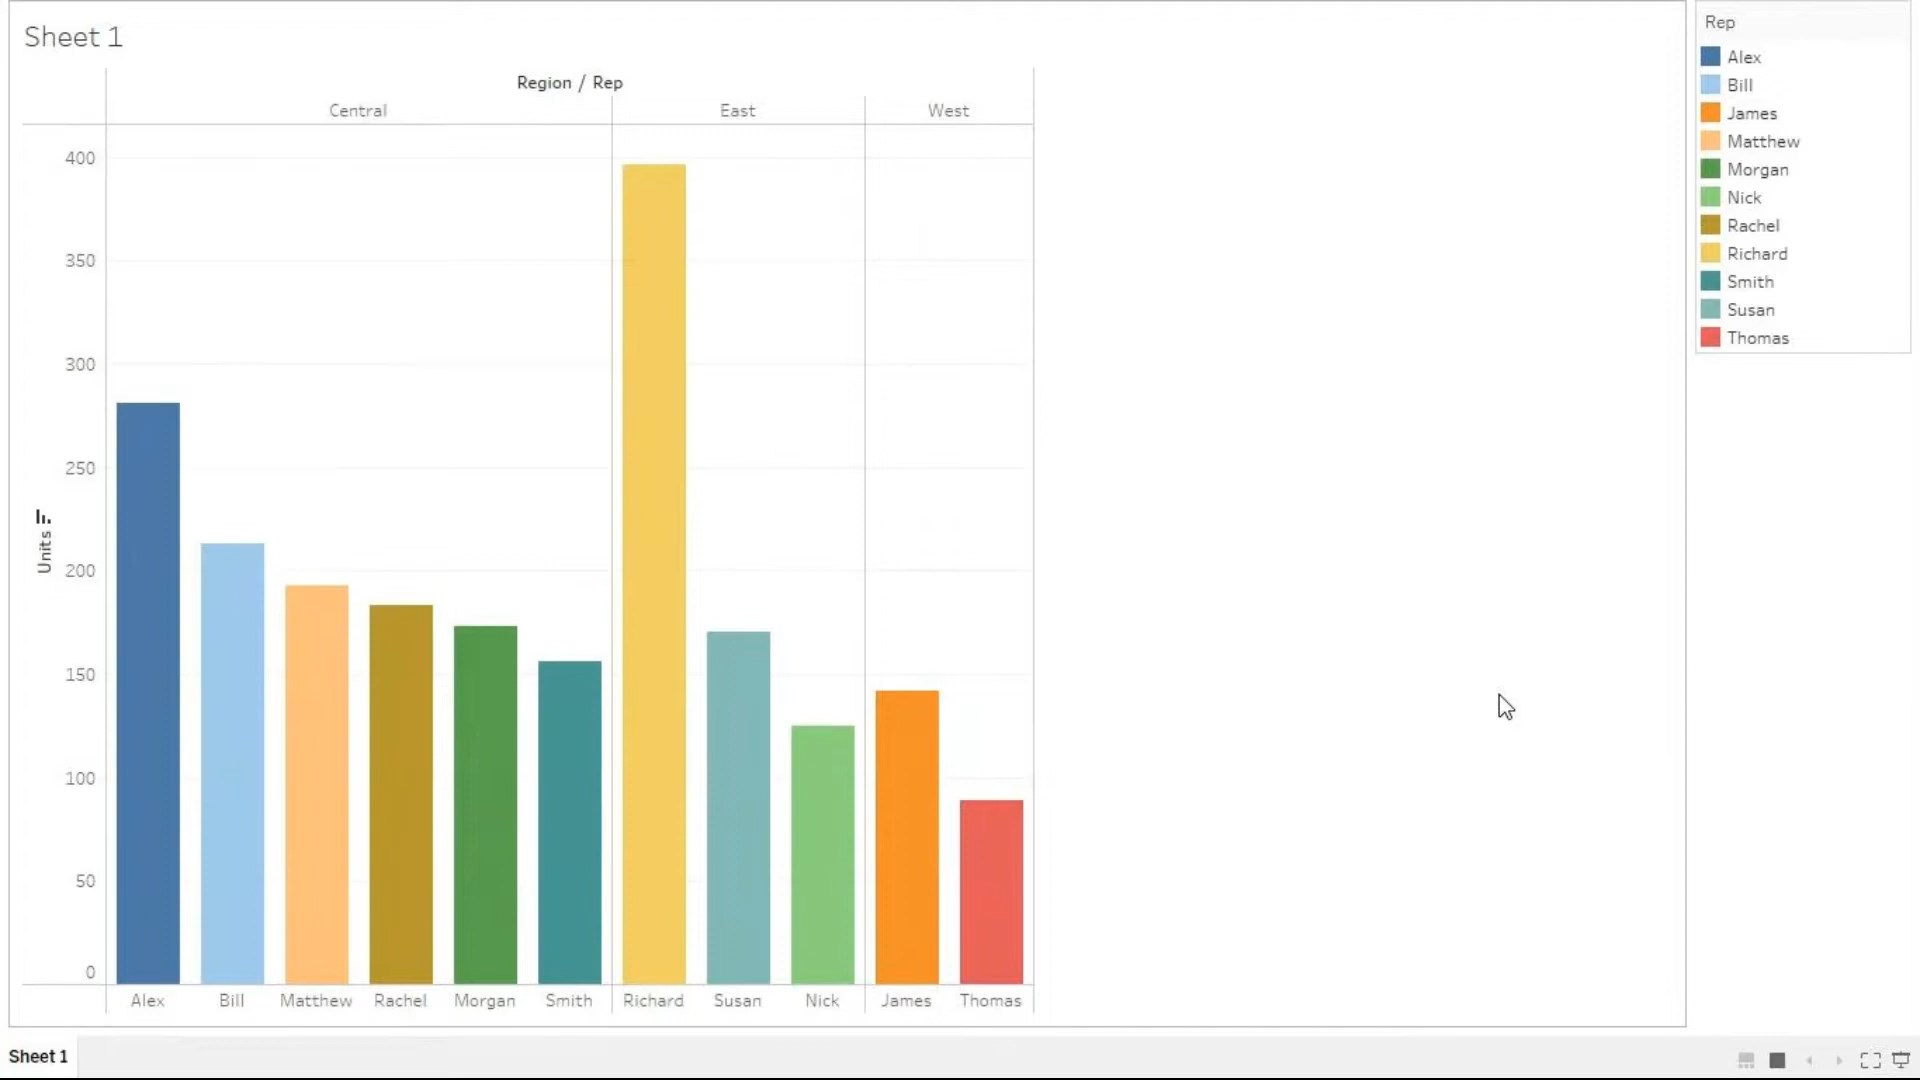 Sheet 1
Region / Rep
Central East West
400
350
300
250
200
150
100
50
0
Units
Alex Bill Matthew Rachel Morgan Smith Richard Susan Nick James Thomas
Rep
Alex
Bill
James
Matthew
Morgan
Nick
Rachel
Richard
Smith
Susan
Thomas
Sheet 1